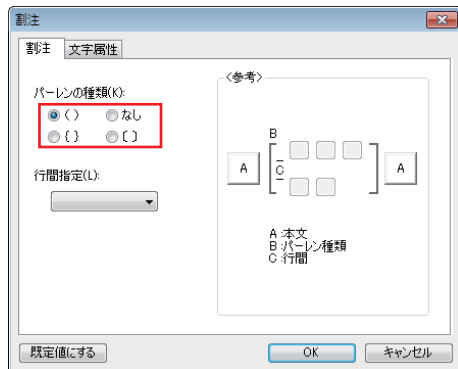 割注
割注 文字属性
パーレンの種類(K):
( ) なし
{ } [ ]
行間指定(L):
<参考>
B
A C A
A:本文
B:パーレン種類
C:行間
既定値にする OK キャンセル